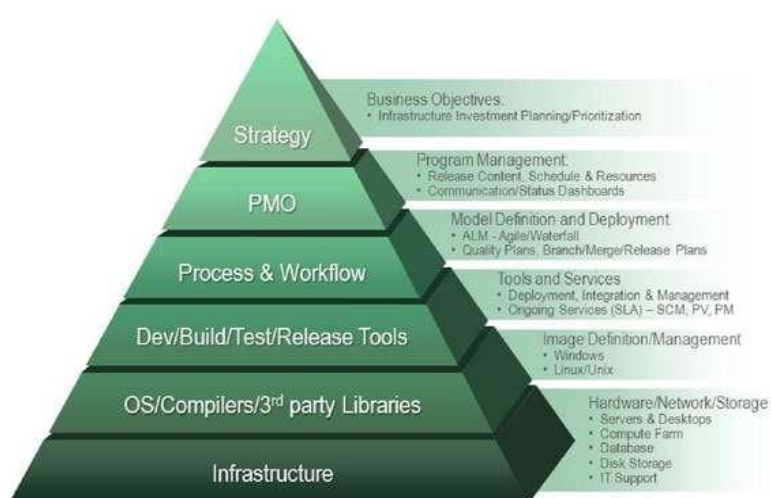 Strategy
Business Objectives:
• Infrastructure Investment Planning/Prioritization
PMO
Program Management:
• Release Content, Schedule & Resources
• Communication/Status Dashboards
Process & Workflow
Model Definition and Deployment
• ALM - Agile/Waterfall
• Quality Plans, Branch/Merge/Release Plans
Dev/Build/Test/Release Tools
Tools and Services
• Deployment, Integration & Management
• Ongoing Services (SLA) – SCM, PV, PM
OS/Compilers/3rd party Libraries
Image Definition/Management
• Windows
• Linux/Unix
Infrastructure
Hardware/Network/Storage
• Servers & Desktops
• Compute Farm
• Database
• Disk Storage
• IT Support